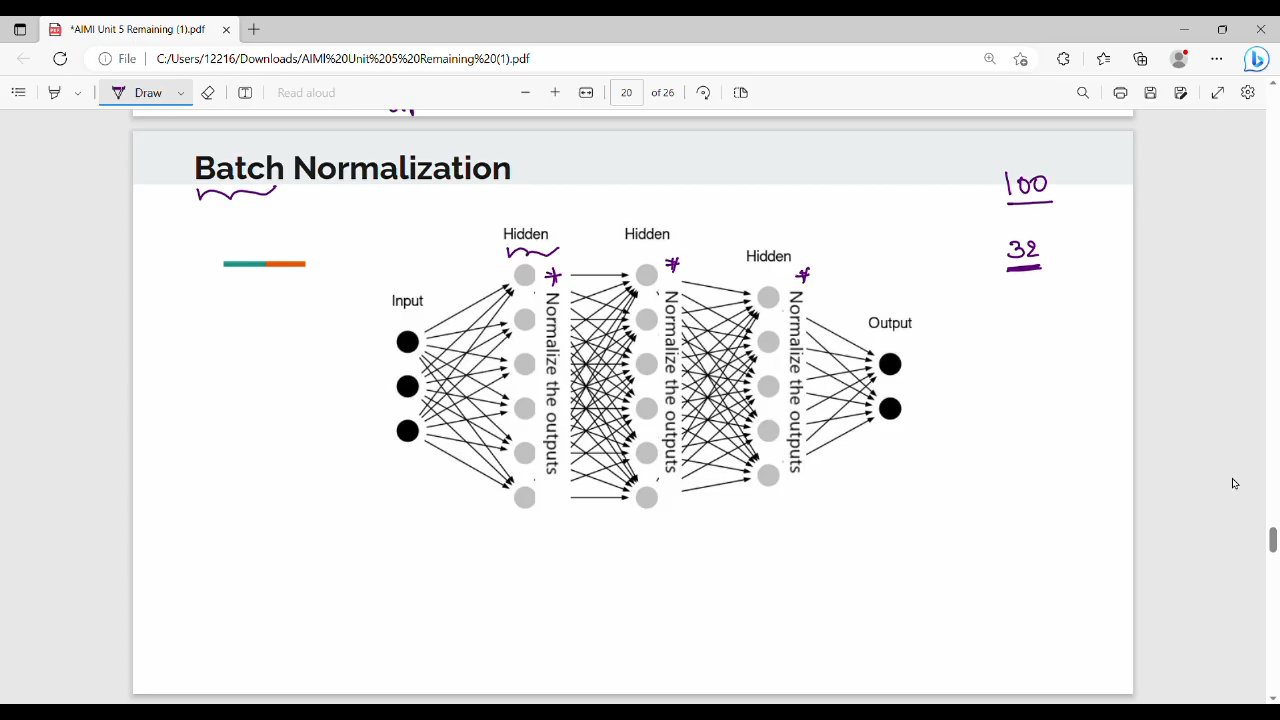 *AIMI Unit 5 Remaining (1).pdf
File
C:/Users/12216/Downloads/AIMI%20Unit%205%20Remaining%20(1).pdf
Draw
Read aloud
20
of 26
Batch Normalization
100
32
Hidden
Hidden
Hidden
Input
Output
Normalize the outputs
Normalize the outputs
Normalize the outputs